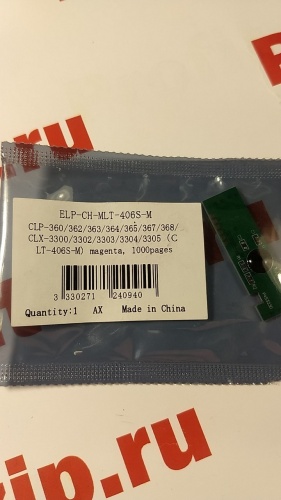 .ru
ELP-CH-MLT-406S-M
CLP-360/362/363/364/365/367/368/
CLX-3300/3302/3303/3304/3305 (C
LT-406S-M) magenta, 1000pages
3 330271 240940
Quantity:1 AX Made in China
zip.ru